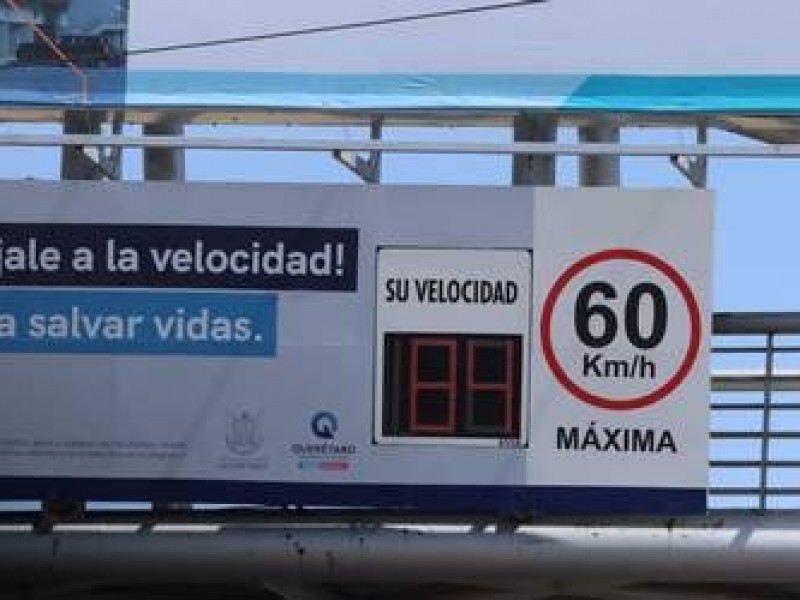 jale a la velocidad!
a salvar vidas.
SU VELOCIDAD
60
Km/h
MÁXIMA
QUERÉTARO